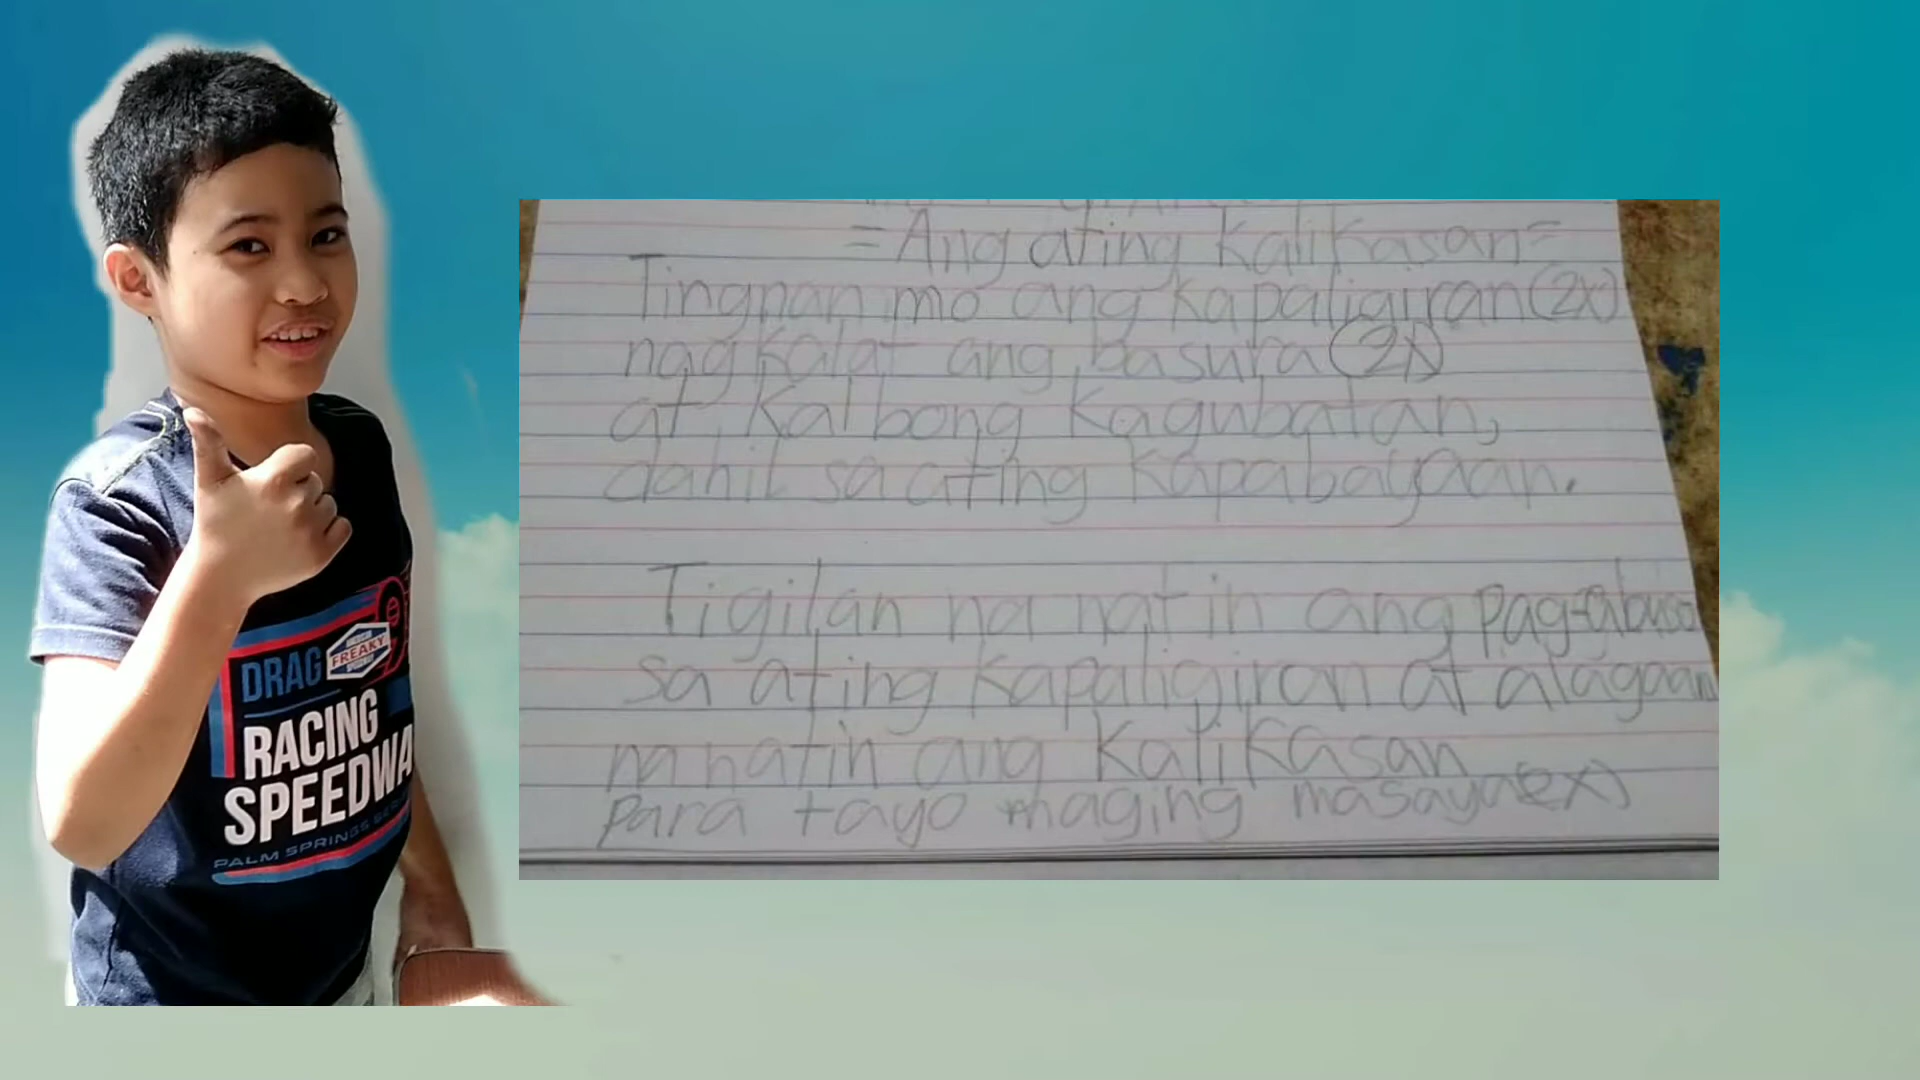 =Ang ating Kalikasan=
Tingnan mo ang Kapaligiran (2x)
nagkalat ang basura (2x)
at Kalbong Kagubatan,
dahil sa ating Kapabayaan.
Tigilan na natin ang pag-abuso
sa ating Kapaligiran at alagaan
na natin ang Kalikasan
para tayo maging masaya(2x)
DRAG
AMERICAN
FREAKY
SPEEDWAY
RACING
SPEEDWA
PALM SPRINGS